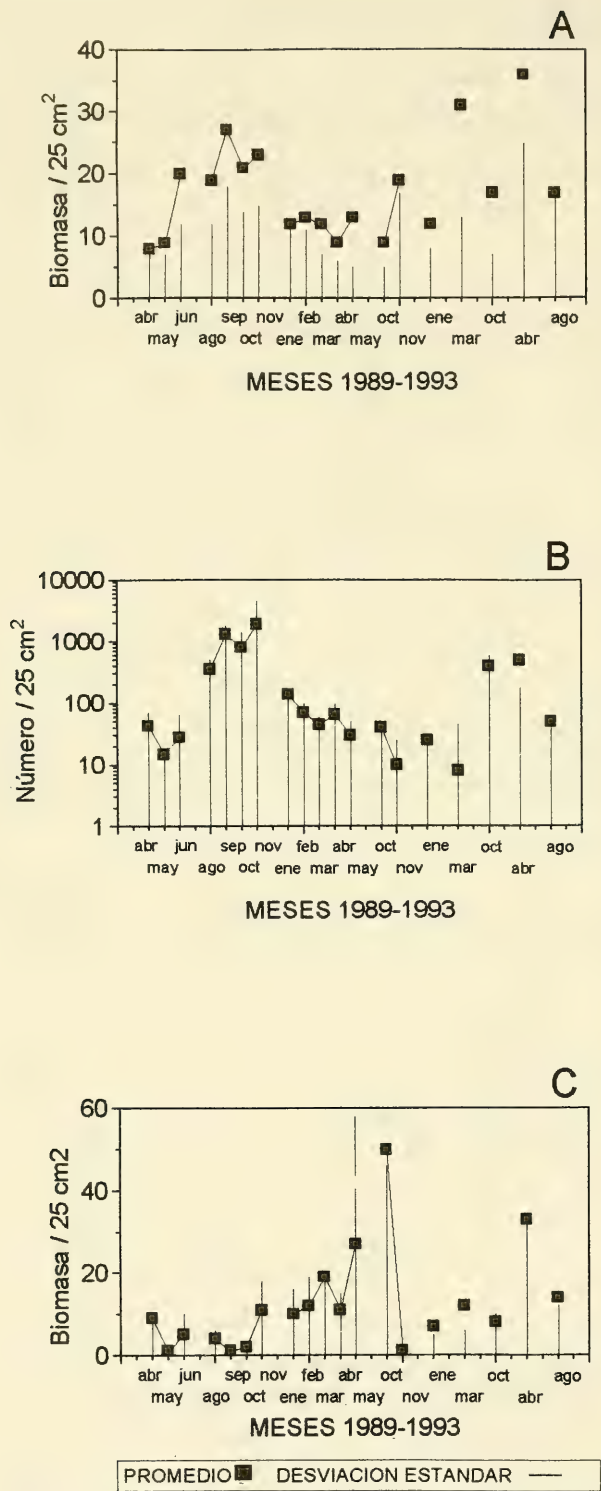 A
Biomasa / 25 cm²
40
30
20
10
0
abr jun sep nov feb abr oct ene oct ago
may ago oct ene mar may nov mar abr
MESES 1989-1993
B
Número / 25 cm²
10000
1000
100
10
1
abr jun sep nov feb abr oct ene oct ago
may ago oct ene mar may nov mar abr
MESES 1989-1993
C
Biomasa / 25 cm2
60
40
20
0
abr jun sep nov feb abr oct ene oct ago
may ago oct ene mar may nov mar abr
MESES 1989-1993
PROMEDIO DESVIACION ESTANDAR